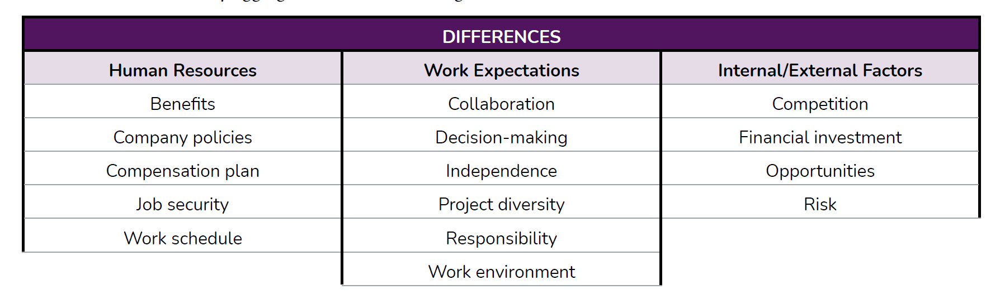 DIFFERENCES
Human Resources Work Expectations Internal/External Factors
Benefits Collaboration Competition
Company policies Decision-making Financial investment
Compensation plan Independence Opportunities
Job security Project diversity Risk
Work schedule Responsibility
Work environment